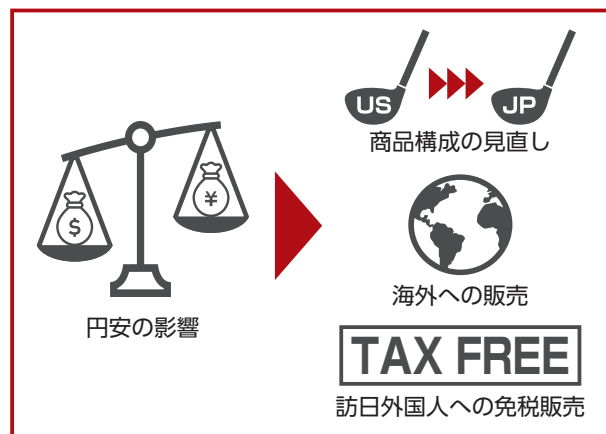 $
¥
円安の影響
US
JP
商品構成の見直し
海外への販売
TAX FREE
訪日外国人への免税販売